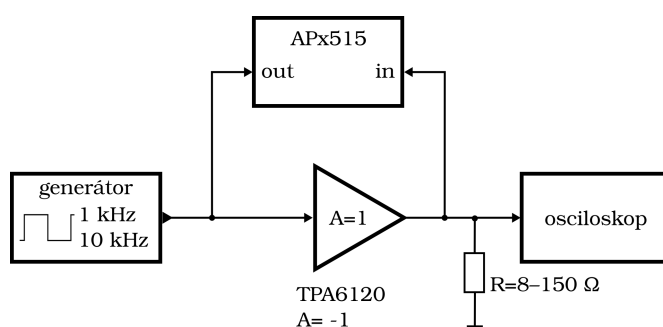 APx515
out in
generátor
1 kHz
10 kHz
A=1
osciloskop
R=8–150 Ω
TPA6120
A= -1